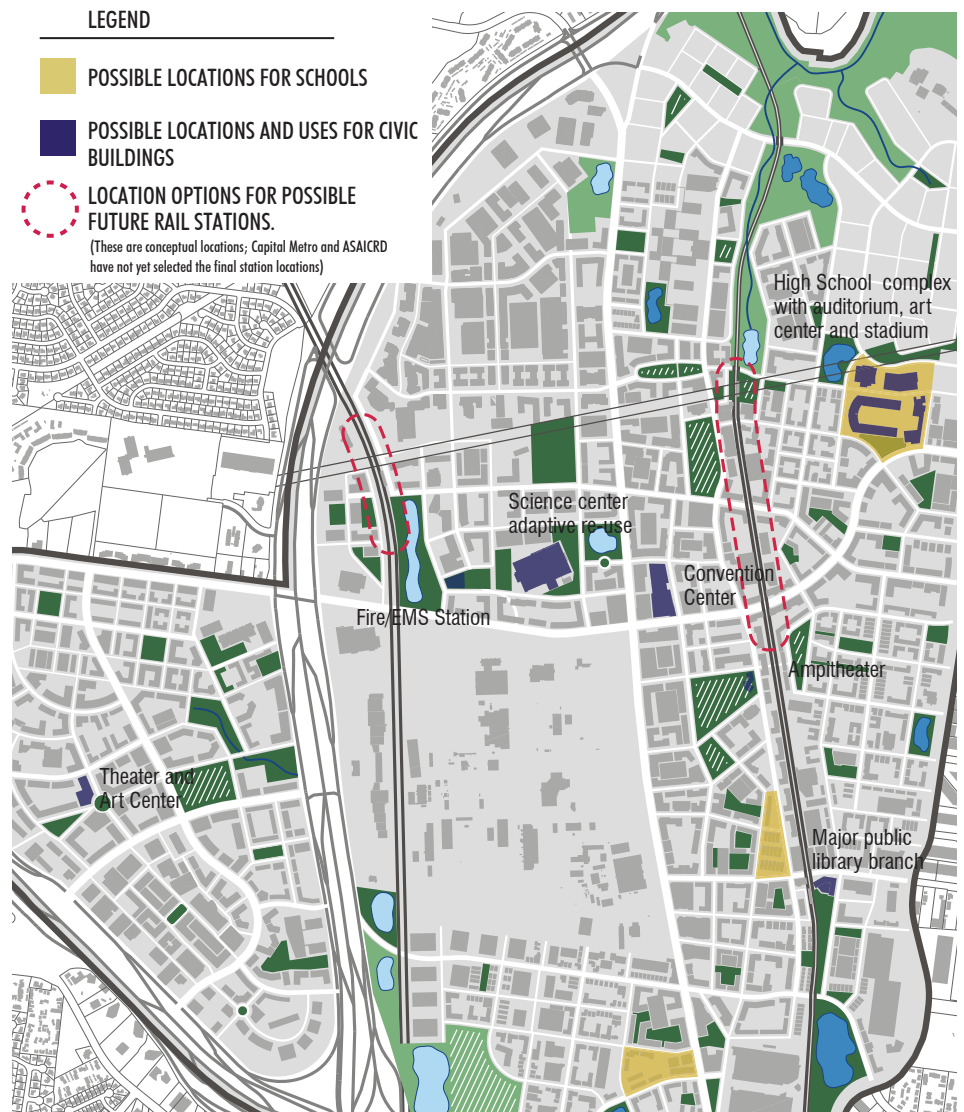 LEGEND
POSSIBLE LOCATIONS FOR SCHOOLS
POSSIBLE LOCATIONS AND USES FOR CIVIC
BUILDINGS
LOCATION OPTIONS FOR POSSIBLE
FUTURE RAIL STATIONS.
(These are conceptual locations; Capital Metro and ASAICRD
have not yet selected the final station locations)
High School complex
with auditorium, art
center and stadium
Science center
adaptive re-use
Convention
Center
Fire/EMS Station
Ampitheater
Theater and
Art Center
Major public
library branch